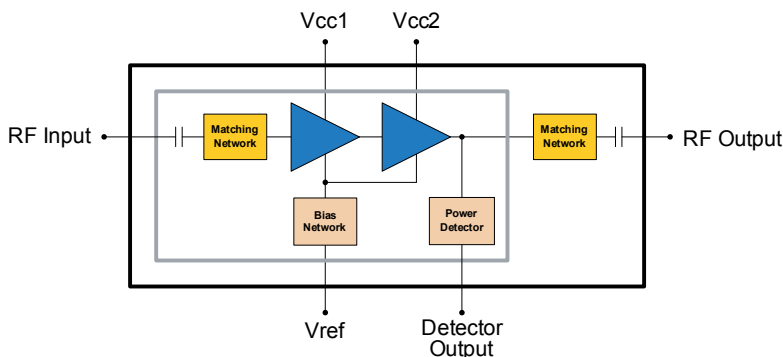 Vcc1
Vcc2
RF Input
Matching
Network
Matching
Network
RF Output
Bias
Network
Power
Detector
Vref
Detector
Output